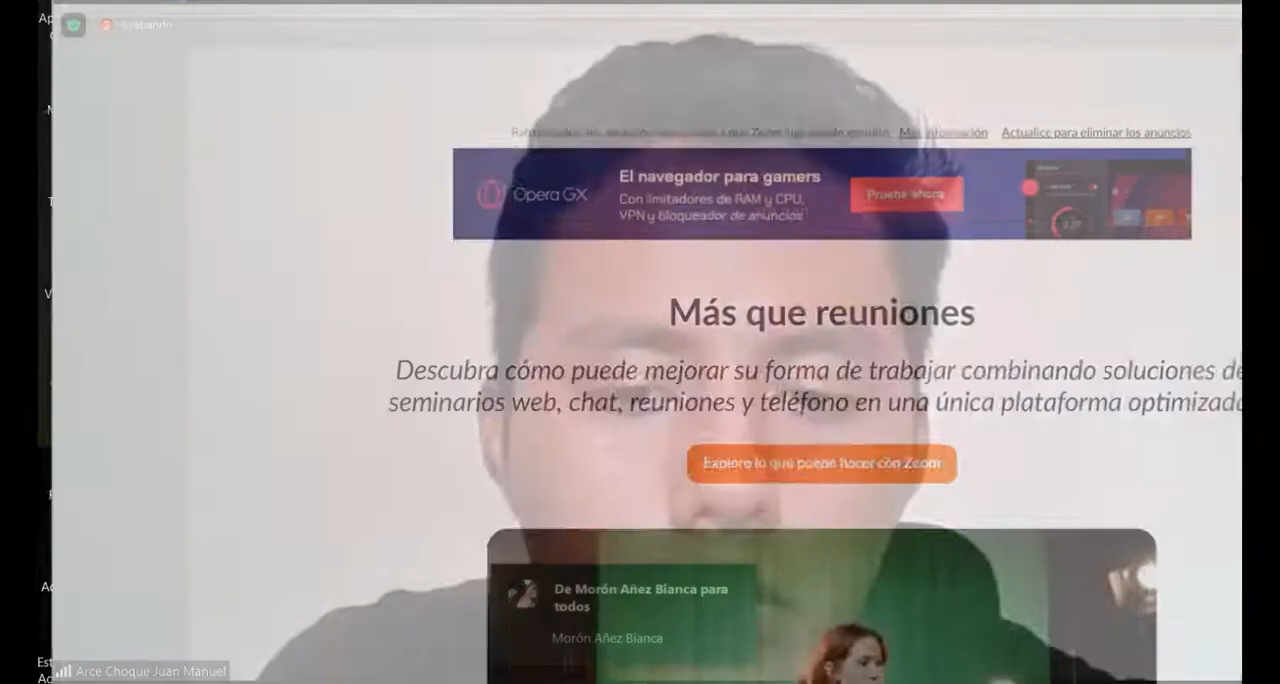 Grabando
Más información
Actualice para eliminar los anuncios
Opera GX
El navegador para gamers
Con limitadores de RAM y CPU,
VPN y bloqueador de anuncios
Pruebe ahora
Más que reuniones
Descubra cómo puede mejorar su forma de trabajar combinando soluciones de
seminarios web, chat, reuniones y teléfono en una única plataforma
Explore lo que puede hacer con Zoom
De Morón Añez Bianca para
todos
Morón Añez Bianca
Arce Choque Juan Manuel